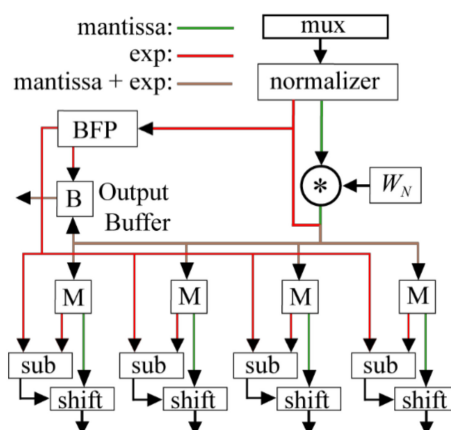 mantissa:
exp:
mantissa + exp:
mux
normalizer
BFP
*
W_N
B
Output
Buffer
M
M
M
M
sub
sub
sub
sub
shift
shift
shift
shift